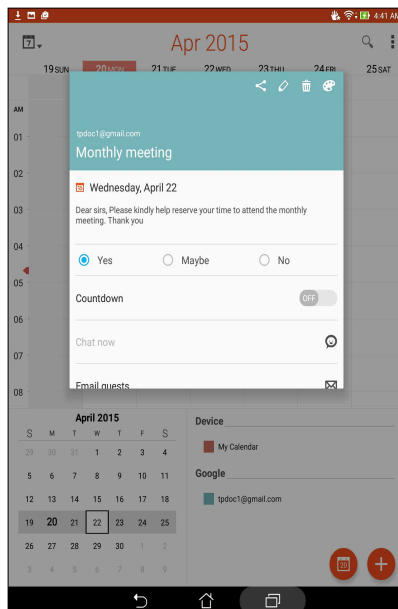 4:41 AM
7
Apr 2015
19 SUN 20 MON 21 TUE 22 WED 23 THU 24 FRI 25 SAT
AM
tpdoc1@gmail.com
Monthly meeting
Wednesday, April 22
Dear sirs, Please kindly help reserve your time to attend the monthly
meeting. Thank you
Yes Maybe No
Countdown OFF
Chat now
Email guests
01
02
03
04
05
06
07
08
April 2015
S M T W T F S
29 30 31 1 2 3 4
5 6 7 8 9 10 11
12 13 14 15 16 17 18
19 20 21 22 23 24 25
26 27 28 29 30 1 2
3 4 5 6 7 8 9
Device
My Calendar
Google
tpdoc1@gmail.com
20